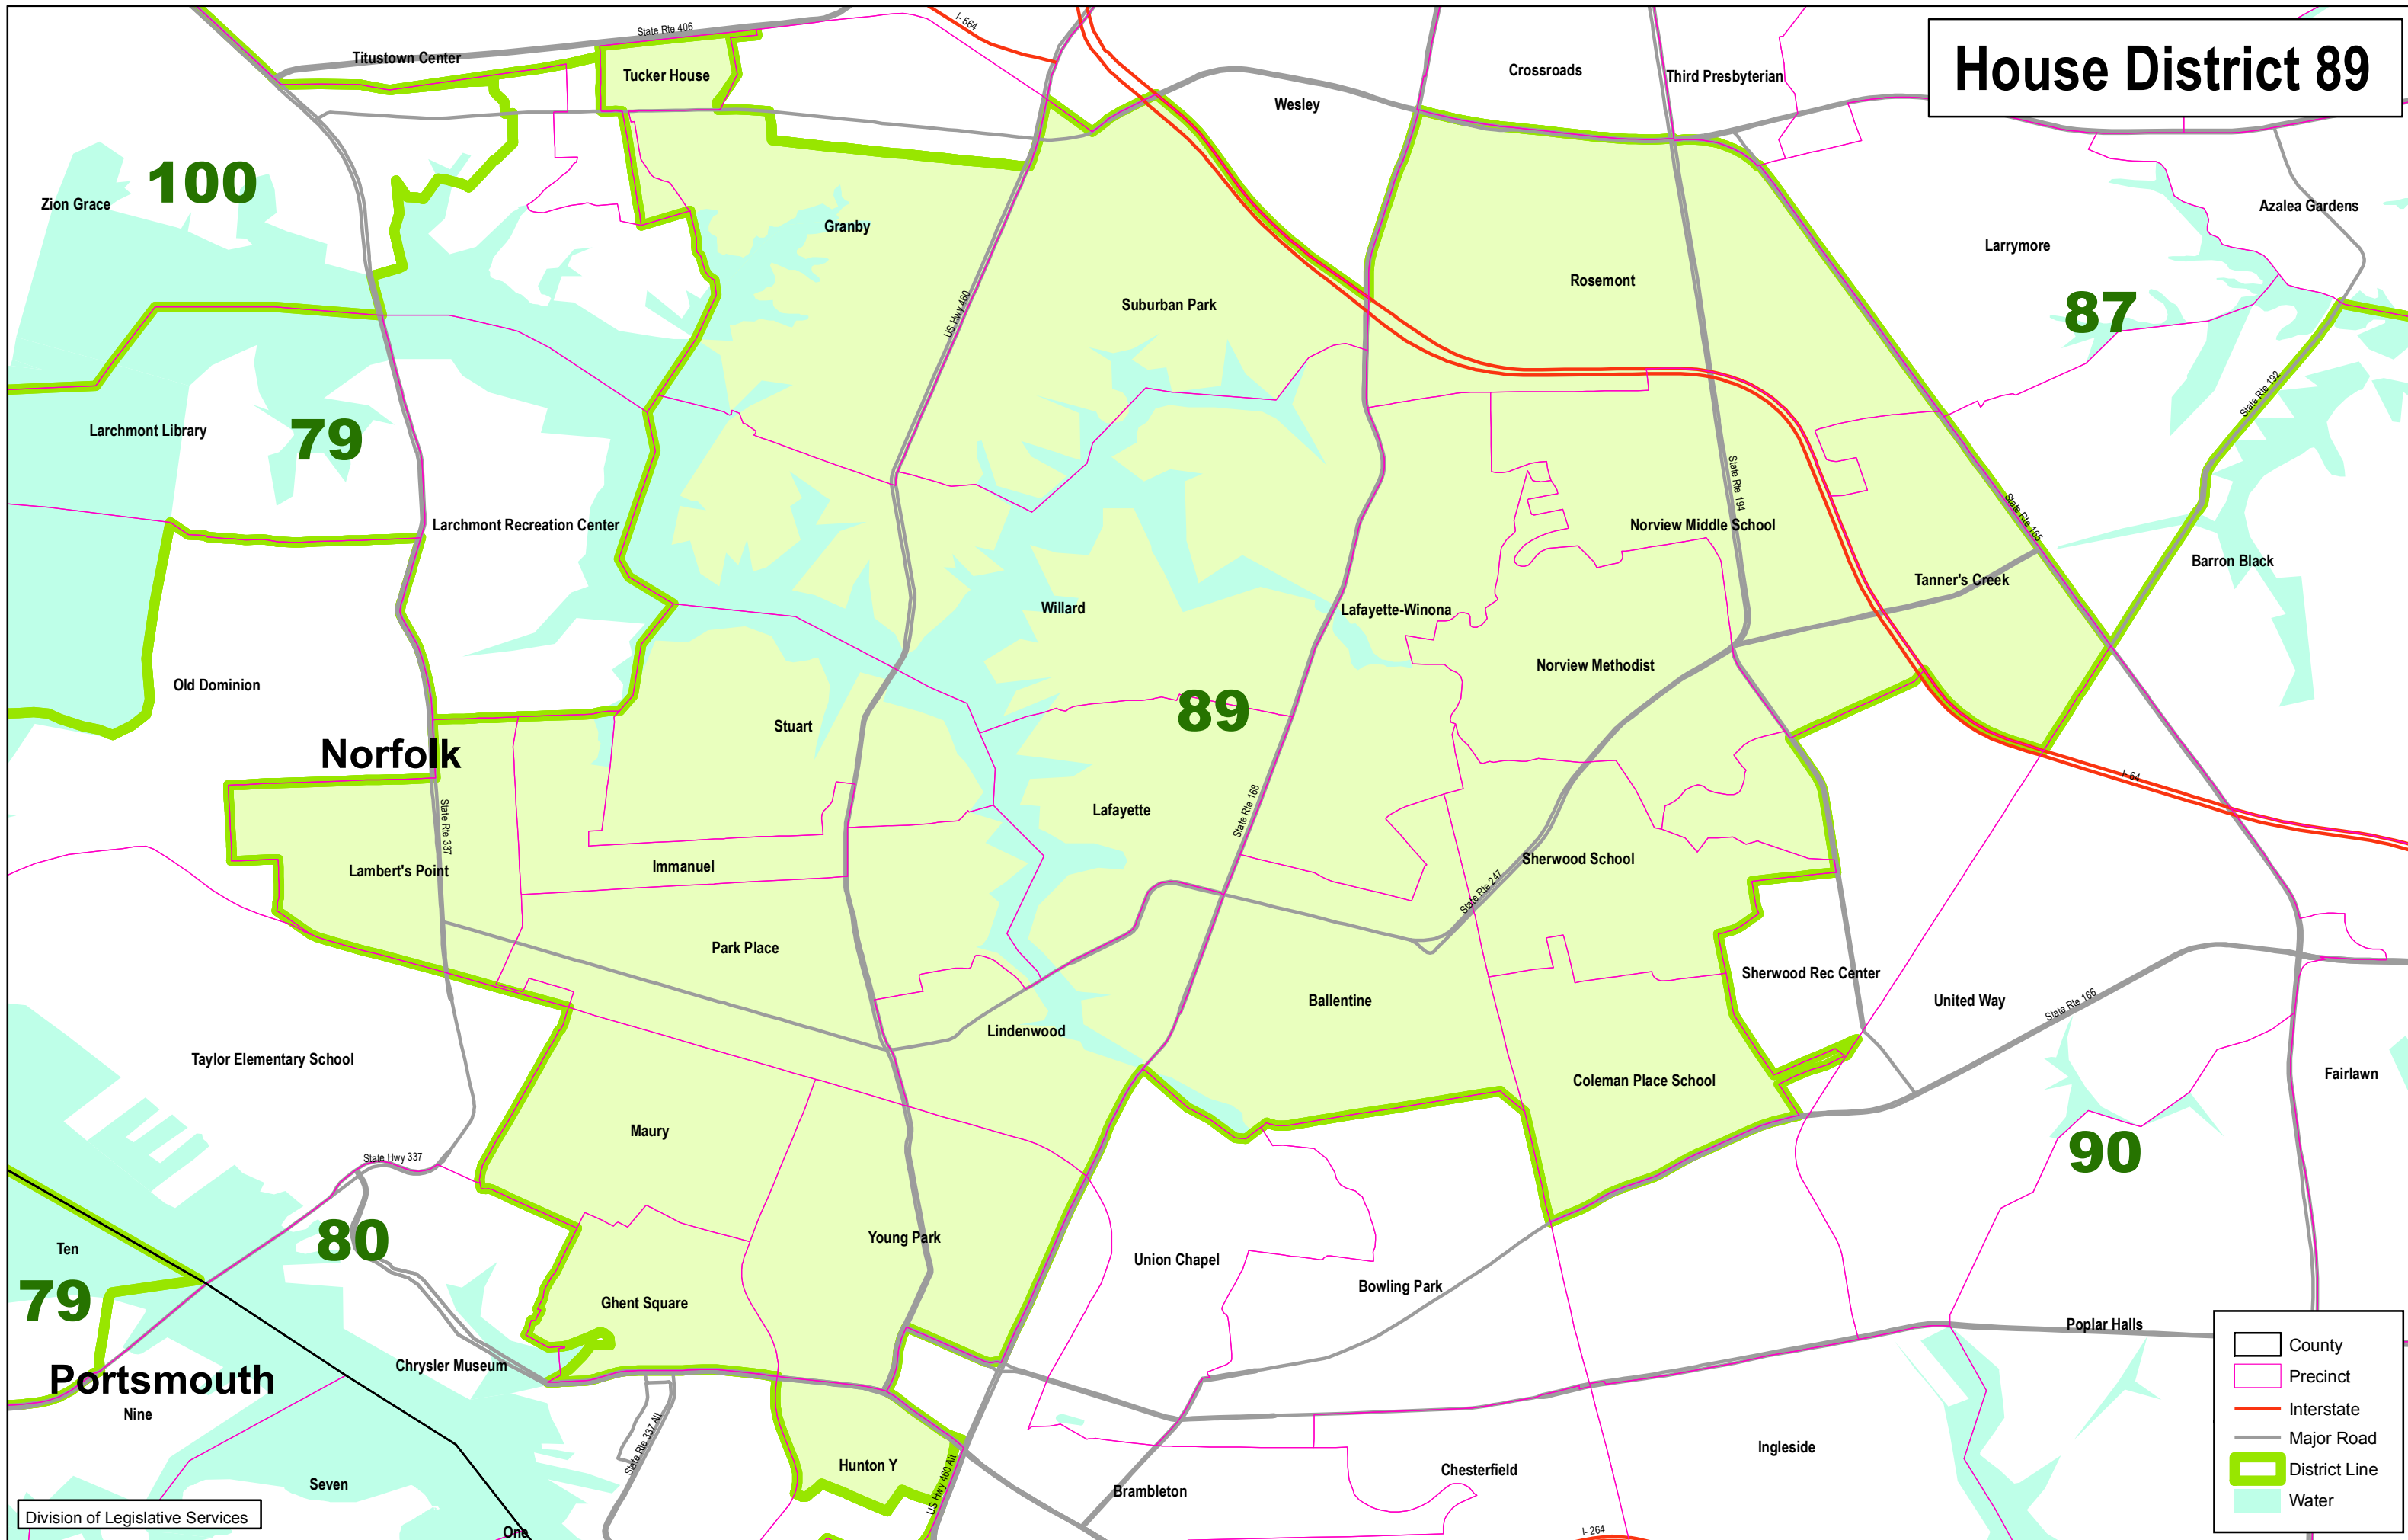 House District 89
I- 564
State Rte 406
Titustown Center
Tucker House
Crossroads
Third Presbyterian
Wesley
100
Zion Grace
Granby
Azalea Gardens
Larrymore
Rosemont
Suburban Park
US Hwy 460
87
State Rte 192
Larchmont Library
79
Larchmont Recreation Center
State Rte 194
Norview Middle School
State Rte 165
Barron Black
Tanner's Creek
Willard
Lafayette-Winona
Norview Methodist
Old Dominion
89
Stuart
Norfolk
I- 64
State Rte 337
Lafayette
State Rte 168
Sherwood School
Immanuel
Lambert's Point
State Rte 247
Park Place
Sherwood Rec Center
United Way
State Rte 166
Ballentine
Lindenwood
Taylor Elementary School
Coleman Place School
Fairlawn
Maury
State Hwy 337
90
80
Ten
Young Park
Union Chapel
Bowling Park
79
Ghent Square
Poplar Halls
Chrysler Museum
Portsmouth
Nine
State Rte 337 Alt
Hunton Y
US Hwy 460 Alt
Ingleside
Chesterfield
Seven
Brambleton
One
I- 264
Division of Legislative Services
County
Precinct
Interstate
Major Road
District Line
Water